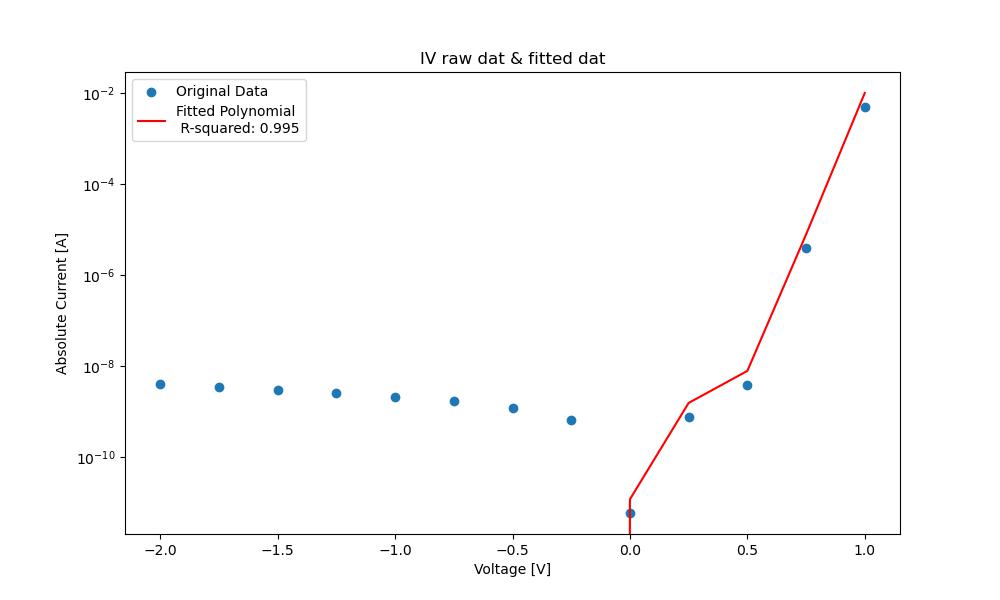 IV raw dat & fitted dat
Original Data
Fitted Polynomial
R-squared: 0.995
Absolute Current [A]
10⁻²
10⁻⁴
10⁻⁶
10⁻⁸
10⁻¹⁰
−2.0 −1.5 −1.0 −0.5 0.0 0.5 1.0
Voltage [V]